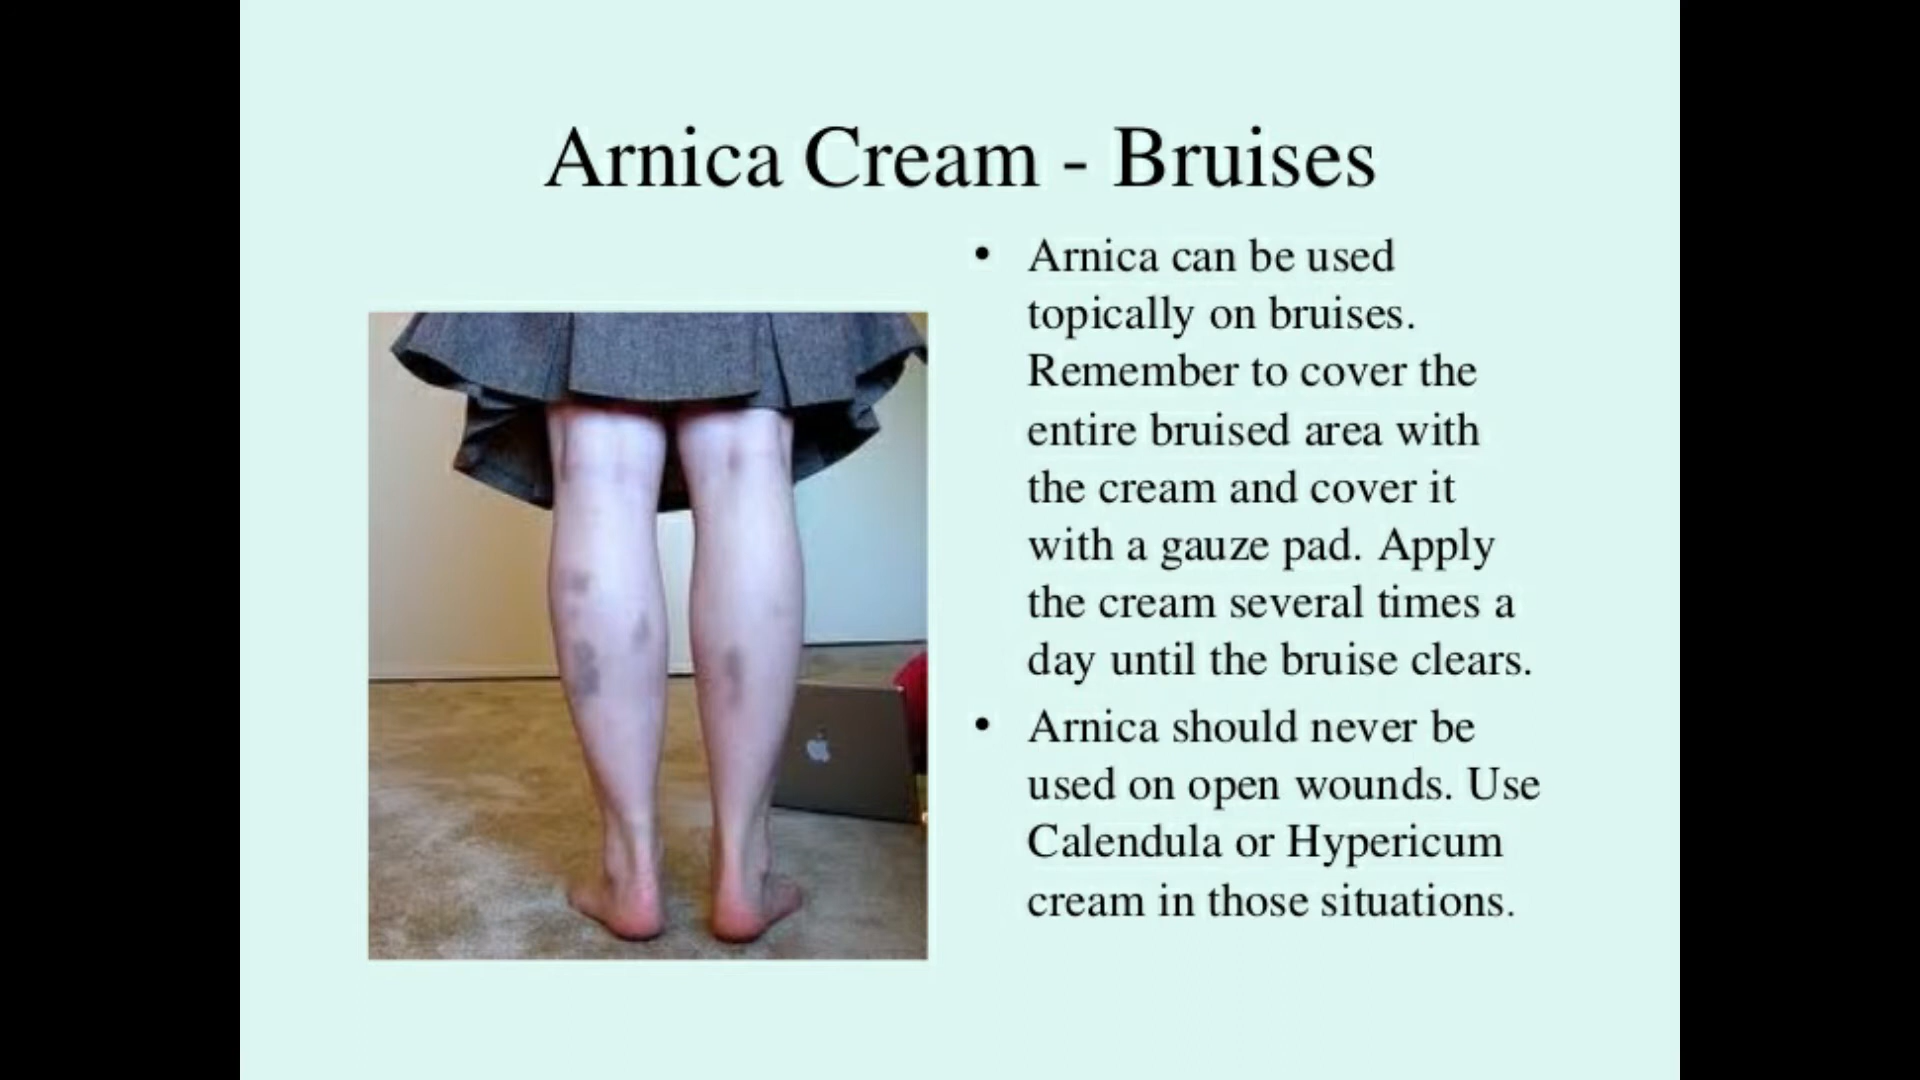 Arnica Cream - Bruises
• Arnica can be used
topically on bruises.
Remember to cover the
entire bruised area with
the cream and cover it
with a gauze pad. Apply
the cream several times a
day until the bruise clears.
• Arnica should never be
used on open wounds. Use
Calendula or Hypericum
cream in those situations.